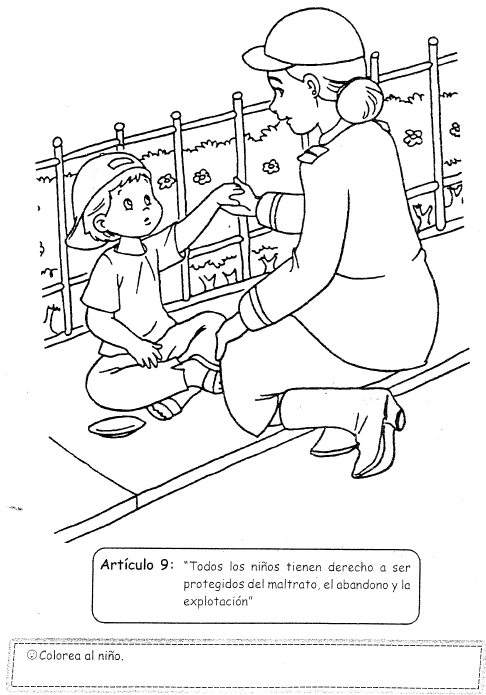 Artículo 9: "Todos los niños tienen derecho a ser
protegidos del maltrato, el abandono y la
explotación"
Colorea al niño.